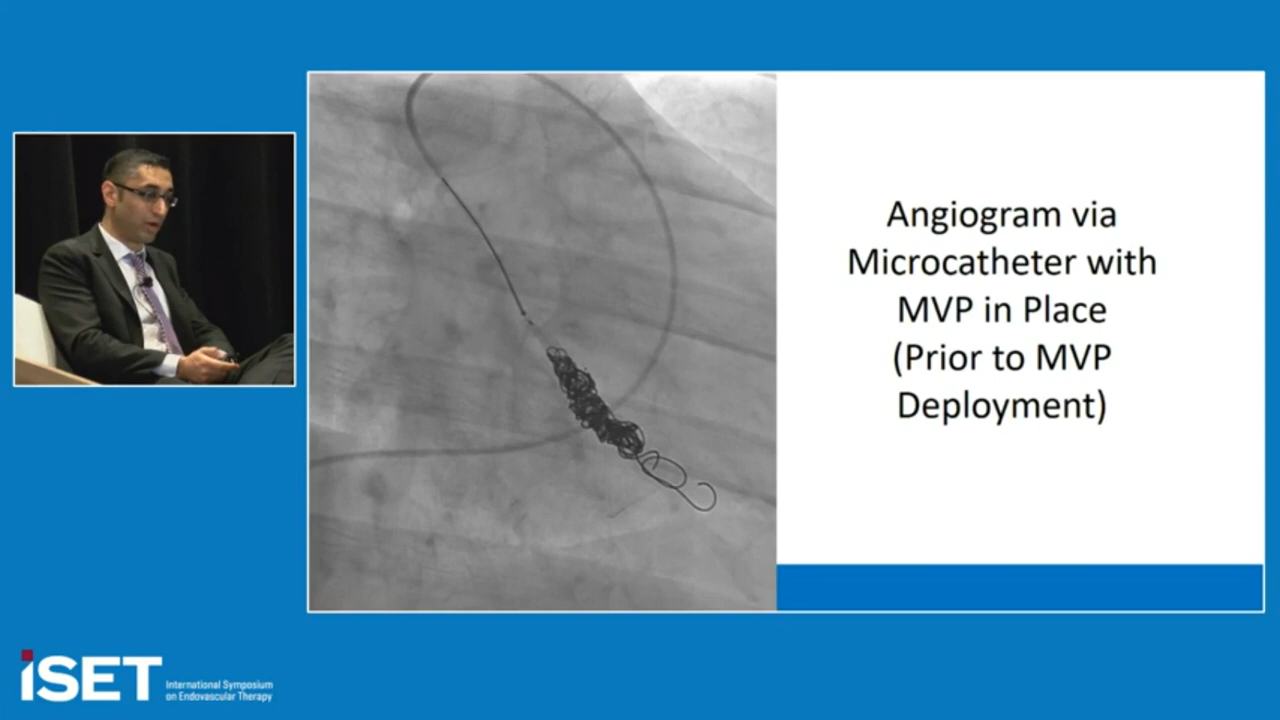 Angiogram via
Microcatheter with
MVP in Place
(Prior to MVP
Deployment)
iSET
International Symposium
on Endovascular Therapy